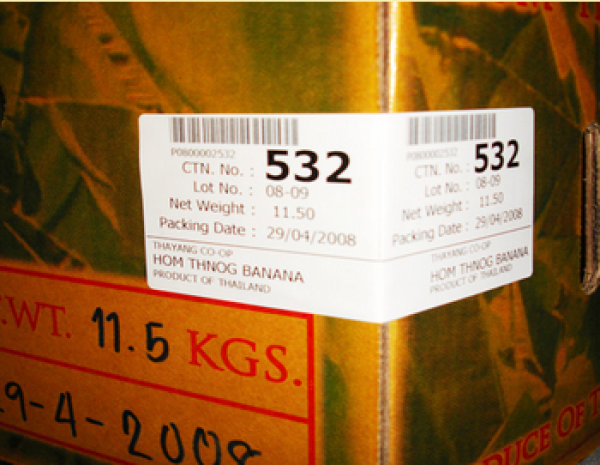 P0800002532
CTN. No. : 532
Lot No. : 08-09
Net Weight : 11.50
Packing Date : 29/04/2008
THAYANG CO-OP
HOM THNOG BANANA
PRODUCT OF THAILAND
P0800002532
CTN. No. : 532
Lot No. : 08-09
Net Weight : 11.50
Packing Date : 29/04/2008
THAYANG CO-OP
HOM THNOG BANANA
PRODUCT OF THAILAND
.WT. 11.5 KGS.
9-4-2008
DUCE OF T